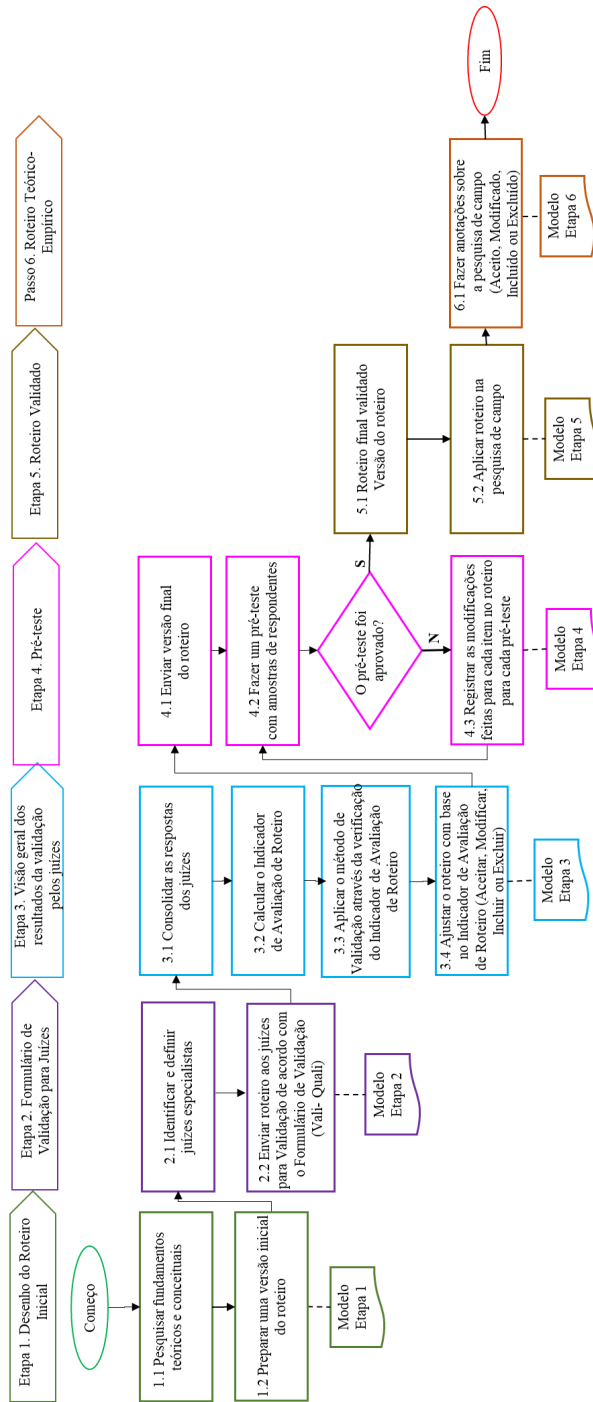 Etapa 1. Desenho do Roteiro
Inicial
Começo
1.1 Pesquisar fundamentos
teóricos e conceituais
1.2 Preparar uma versão inicial
do roteiro
Modelo
Etapa 1
Etapa 2. Formulário de
Validação para Juízes
2.1 Identificar e definir
juízes especialistas
2.2 Enviar roteiro aos juízes
para Validação de acordo com
o Formulário de Validação
(Vali- Quali)
Modelo
Etapa 2
Etapa 3. Visão geral dos
resultados da validação
pelos juízes
3.1 Consolidar as respostas
dos juízes
3.2 Calcular o Indicador
de Avaliação de Roteiro
3.3 Aplicar o método de
Validação através da verificação
do Indicador de Avaliação
de Roteiro
3.4 Ajustar o roteiro com base
no Indicador de Avaliação
de Roteiro (Aceitar, Modificar,
Incluir ou Excluir)
Modelo
Etapa 3
Etapa 4. Pré-teste
4.1 Enviar versão final
do roteiro
4.2 Fazer um pré-teste
com amostras de respondentes
O pré-teste foi
aprovado?
S
N
4.3 Registrar as modificações
feitas para cada item no roteiro
para cada pré-teste
Modelo
Etapa 4
Etapa 5. Roteiro Validado
5.1 Roteiro final validado
Versão do roteiro
5.2 Aplicar roteiro na
pesquisa de campo
Modelo
Etapa 5
Passo 6. Roteiro Teórico-
Empírico
6.1 Fazer anotações sobre
a pesquisa de campo
(Aceito, Modificado,
Incluído ou Excluído)
Modelo
Etapa 6
Fim